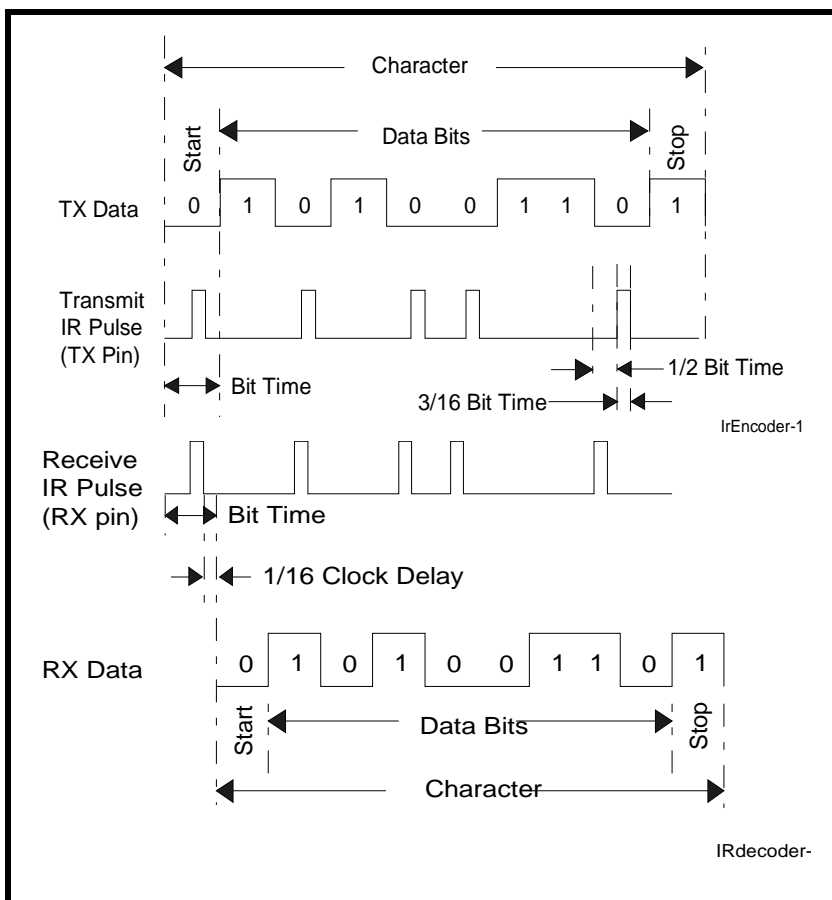 Character
Start
Data Bits
Stop
TX Data
0 1 0 1 0 0 1 1 0 1
Transmit
IR Pulse
(TX Pin)
Bit Time
1/2 Bit Time
3/16 Bit Time
IrEncoder-1
Receive
IR Pulse
(RX pin)
Bit Time
1/16 Clock Delay
RX Data
0 1 0 1 0 0 1 1 0 1
Start
Data Bits
Stop
Character
IRdecoder-